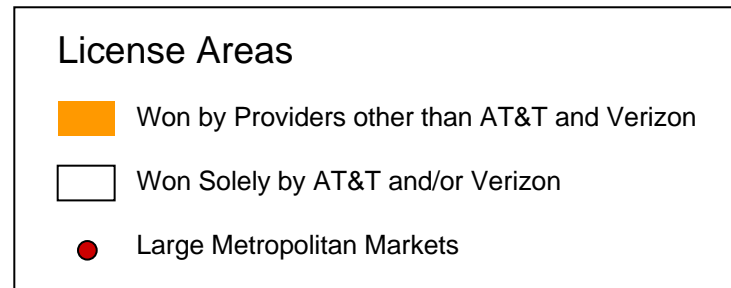 License Areas
Won by Providers other than AT&T and Verizon
Won Solely by AT&T and/or Verizon
Large Metropolitan Markets